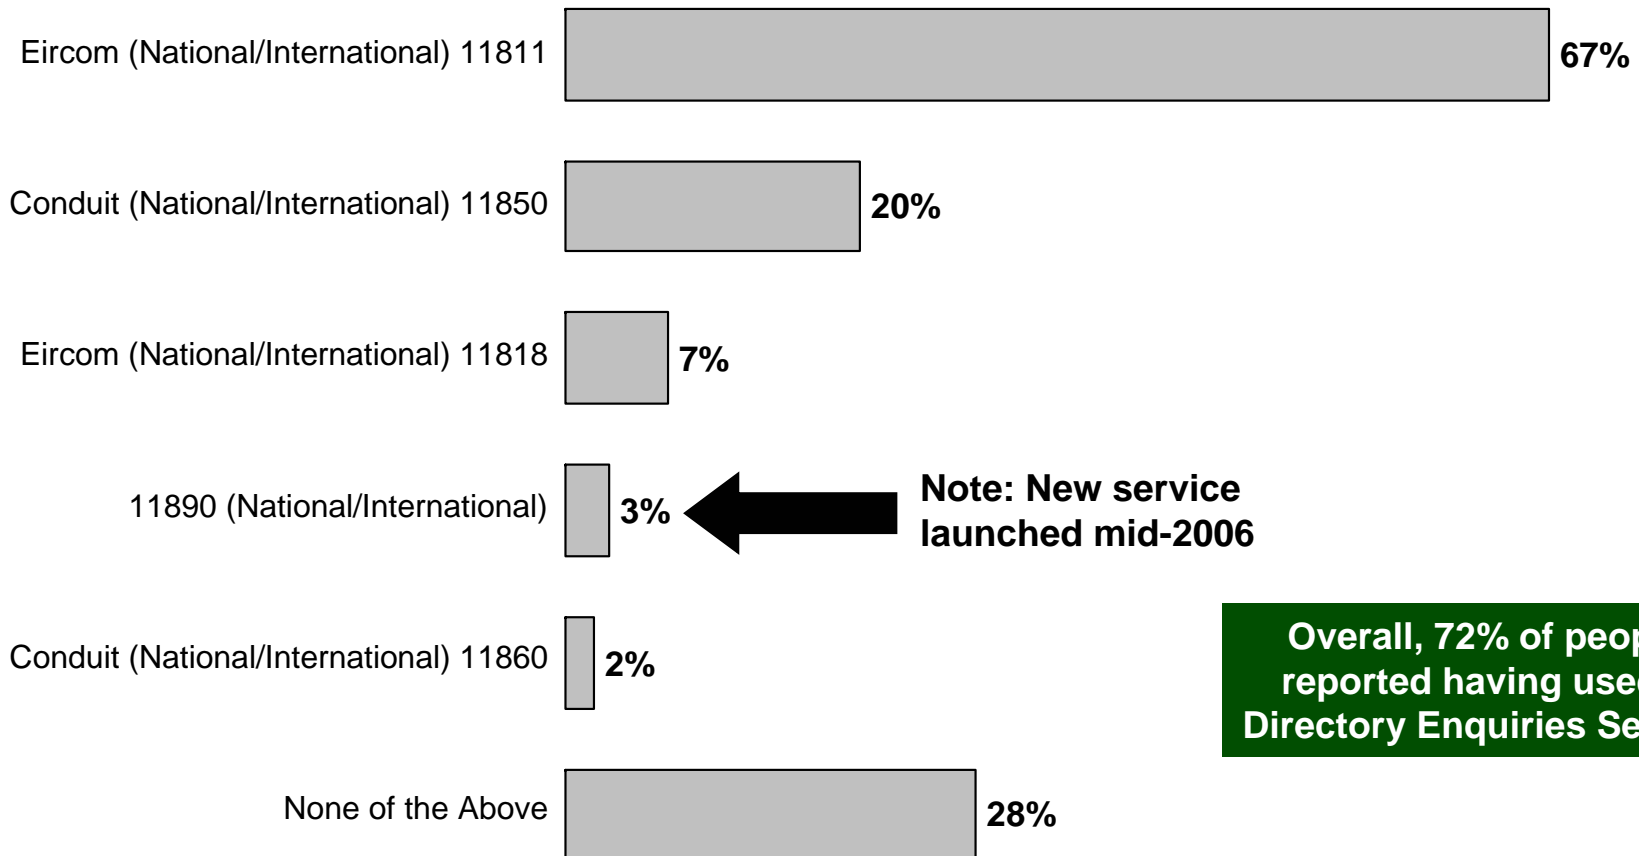 Eircom (National/International) 11811
67%
Conduit (National/International) 11850
20%
Eircom (National/International) 11818
7%
11890 (National/International)
3%
Note: New service
launched mid-2006
Conduit (National/International) 11860
2%
Overall, 72% of
reported having
Directory Enquiries
None of the Above
28%